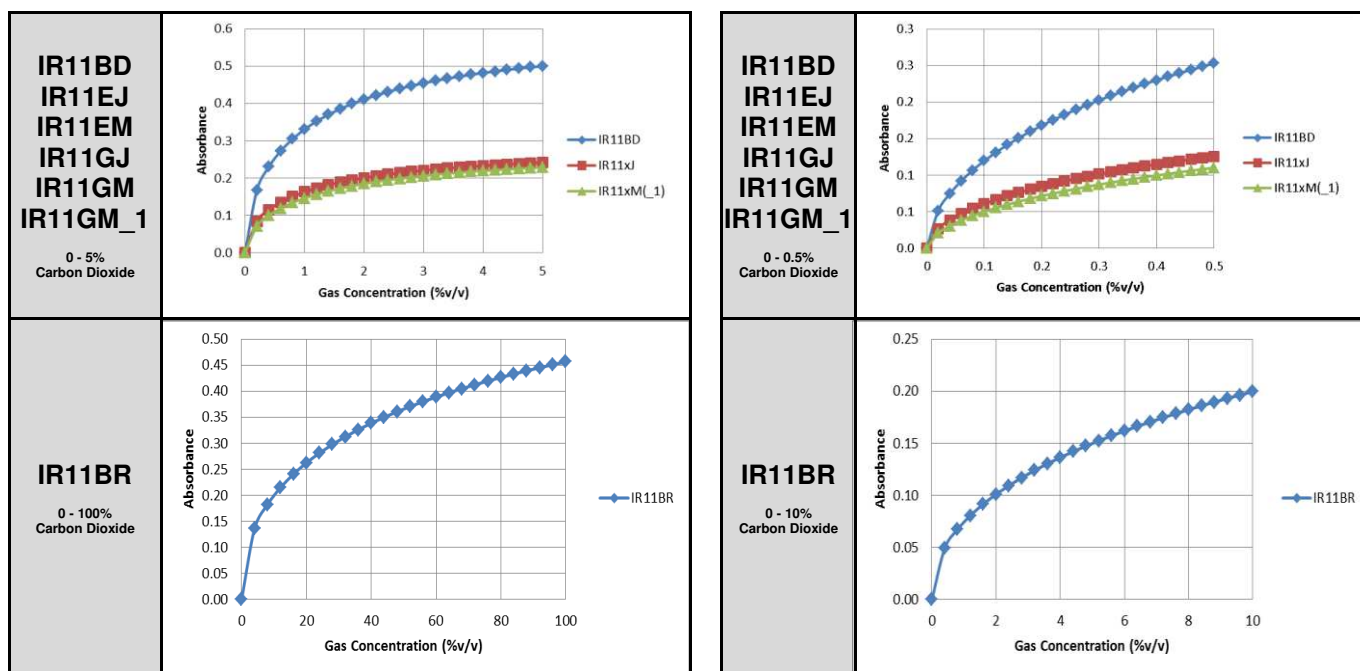 IR11BD
IR11EJ
IR11EM
IR11GJ
IR11GM
IR11GM_1
0 - 5%
Carbon Dioxide
0.6
0.5
0.4
0.3
0.2
0.1
0.0
Absorbance
0 1 2 3 4 5
Gas Concentration (%v/v)
IR11BD
IR11xJ
IR11xM(_1)
IR11BD
IR11EJ
IR11EM
IR11GJ
IR11GM
IR11GM_1
0 - 0.5%
Carbon Dioxide
0.3
0.3
0.2
0.2
0.1
0.1
0.0
Absorbance
0 0.1 0.2 0.3 0.4 0.5
Gas Concentration (%v/v)
IR11BD
IR11xJ
IR11xM(_1)
IR11BR
0 - 100%
Carbon Dioxide
0.50
0.45
0.40
0.35
0.30
0.25
0.20
0.15
0.10
0.05
0.00
Absorbance
0 20 40 60 80 100
Gas Concentration (%v/v)
IR11BR
IR11BR
0 - 10%
Carbon Dioxide
0.25
0.20
0.15
0.10
0.05
0.00
Absorbance
0 2 4 6 8 10
Gas Concentration (%v/v)
IR11BR